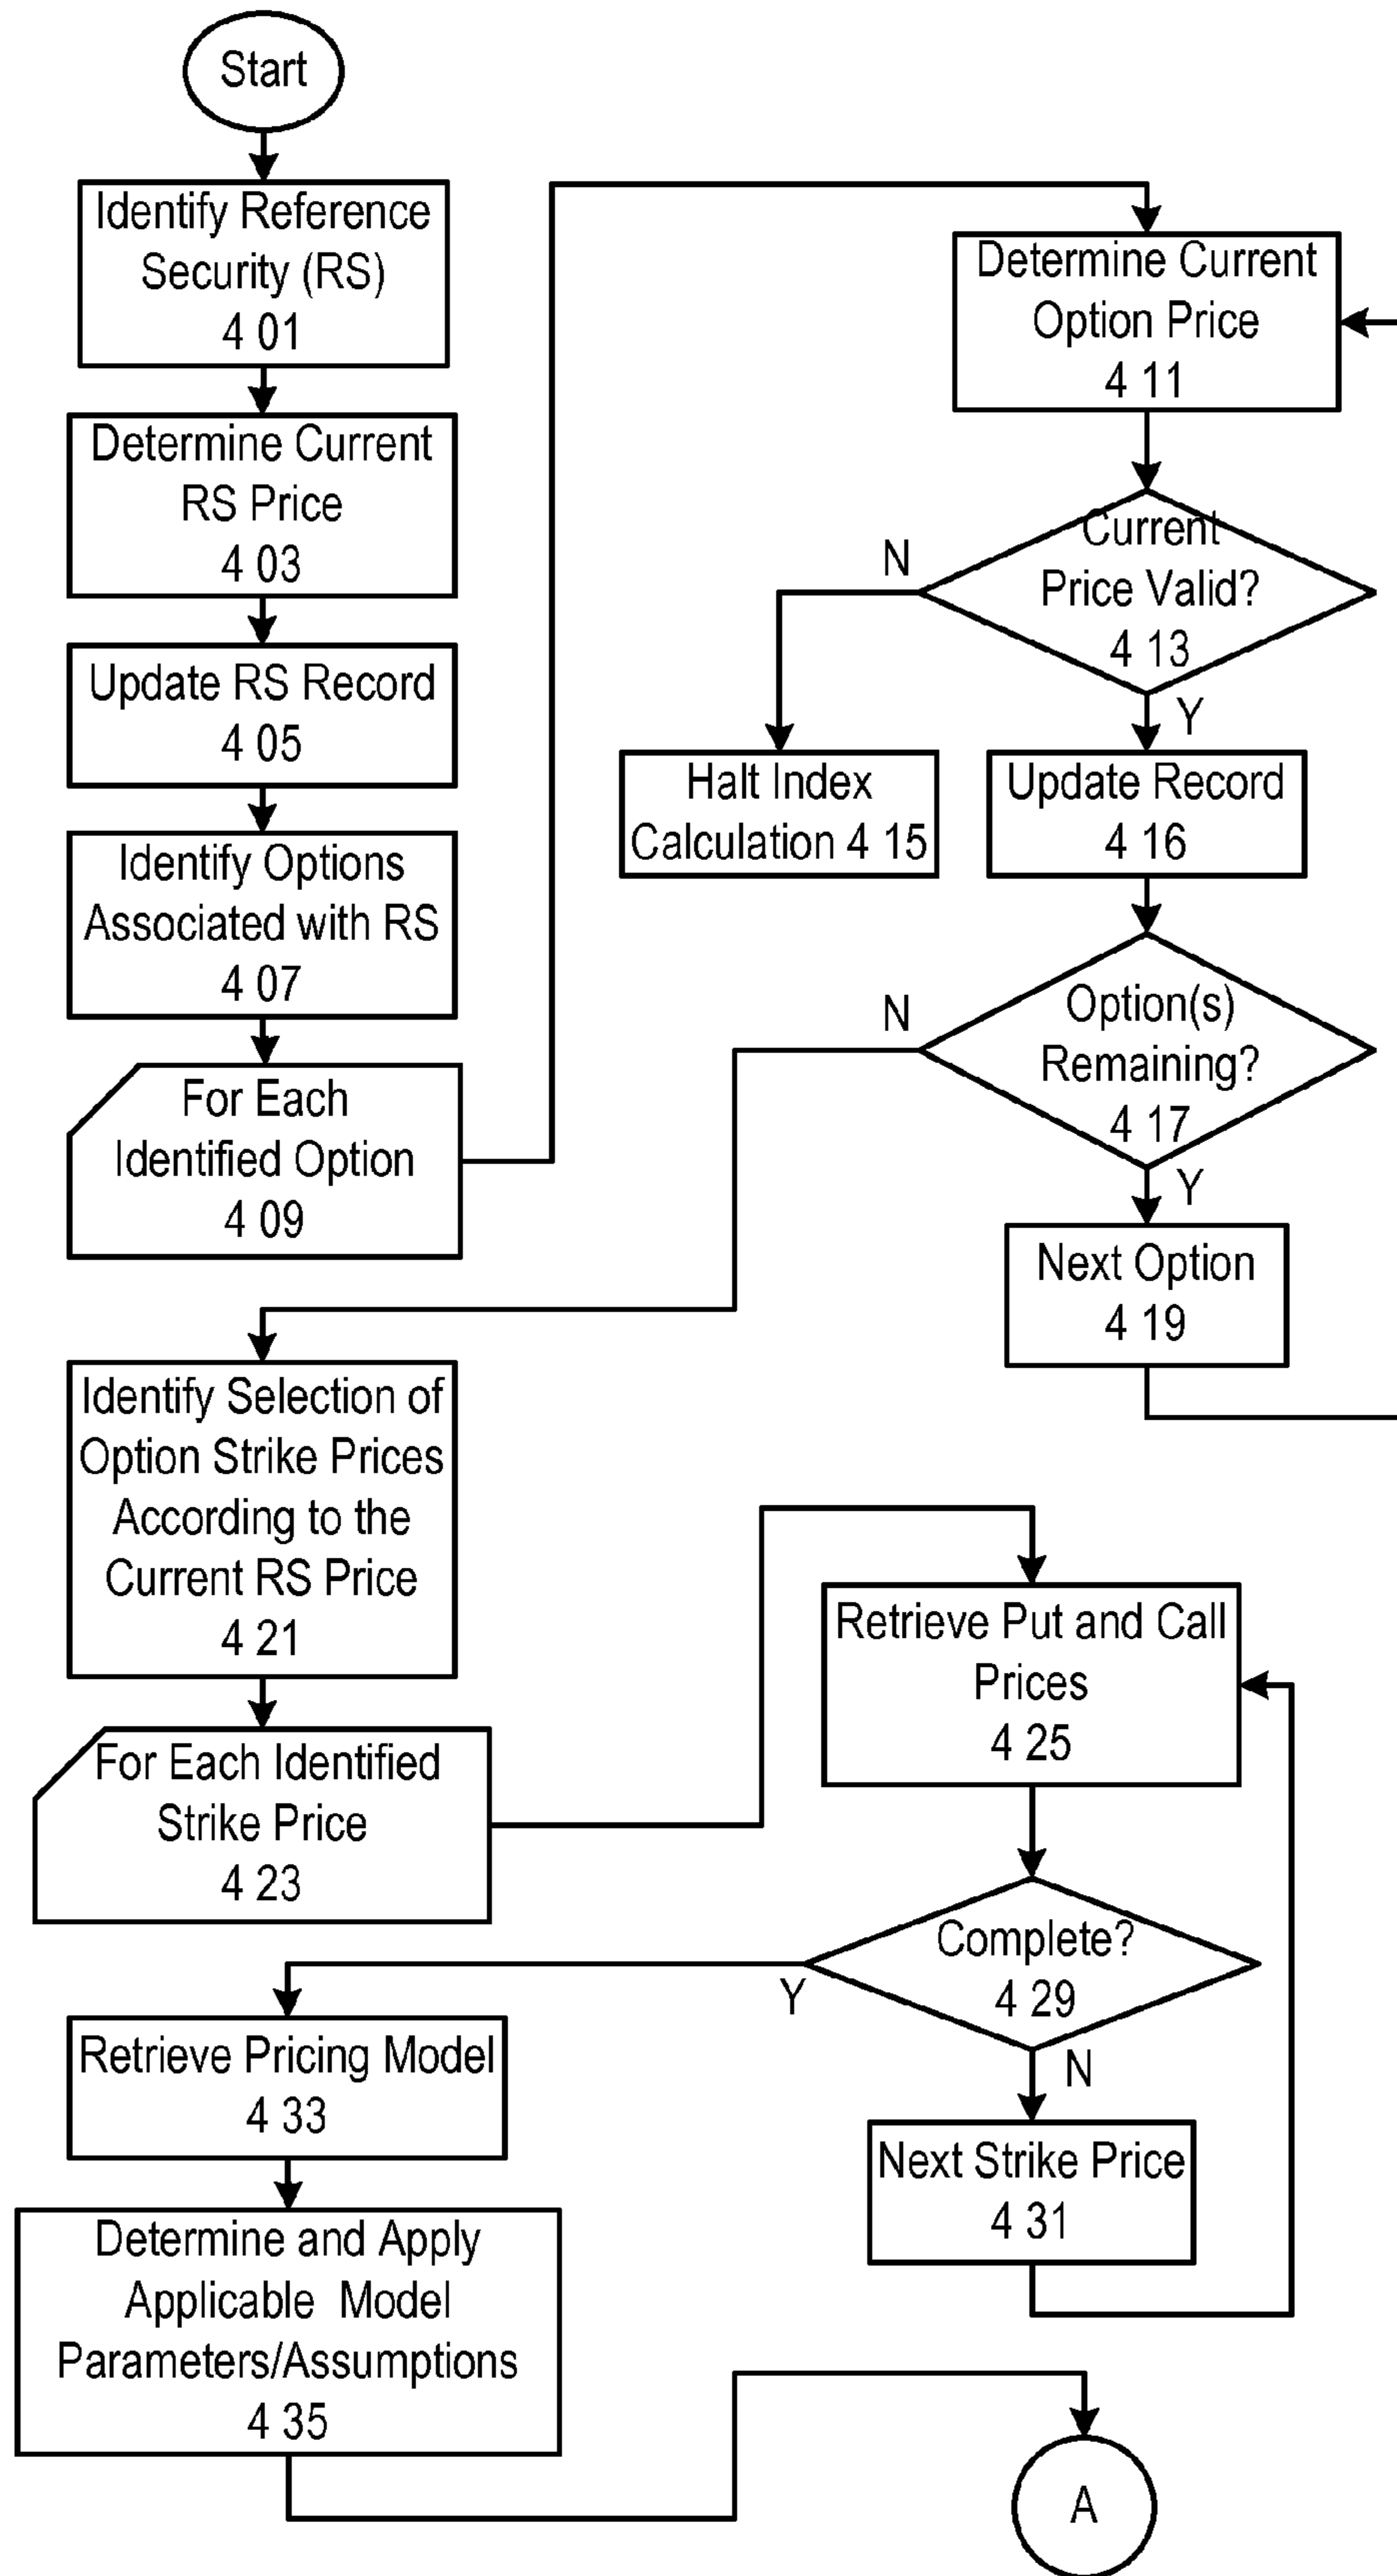 Start
Identify Reference
Security (RS)
4 01
Determine Current
RS Price
4 03
Update RS Record
4 05
Identify Options
Associated with RS
4 07
For Each
Identified Option
4 09
Determine Current
Option Price
4 11
Current
Price Valid?
4 13
N
Y
Halt Index
Calculation 4 15
Update Record
4 16
Option(s)
Remaining?
4 17
N
Y
Next Option
4 19
Identify Selection of
Option Strike Prices
According to the
Current RS Price
4 21
For Each Identified
Strike Price
4 23
Retrieve Put and Call
Prices
4 25
Complete?
4 29
Y
N
Next Strike Price
4 31
Retrieve Pricing Model
4 33
Determine and Apply
Applicable Model
Parameters/Assumptions
4 35
A